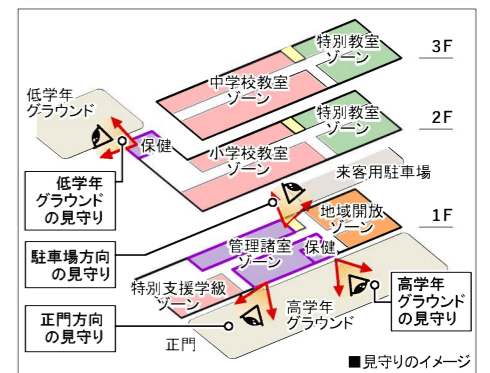 特別教室
ゾーン
3F
中学校教室
ゾーン
低学年
グラウンド
特別教室
ゾーン
2F
保健
小学校教室
ゾーン
来客用駐車場
低学年
グラウンド
の見守り
地域開放
ゾーン
1F
駐車場方向
の見守り
管理諸室
ゾーン
保健
特別支援学級
ゾーン
高学年
グラウンド
高学年
グラウンド
の見守り
正門方向
の見守り
正門
■見守りのイメージ